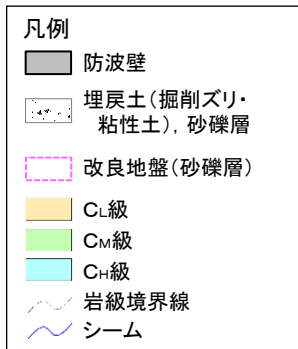 凡例
防波壁
埋戻土(掘削ズリ・
粘性土), 砂礫層
改良地盤(砂礫層)
CL級
CM級
CH級
岩級境界線
シーム